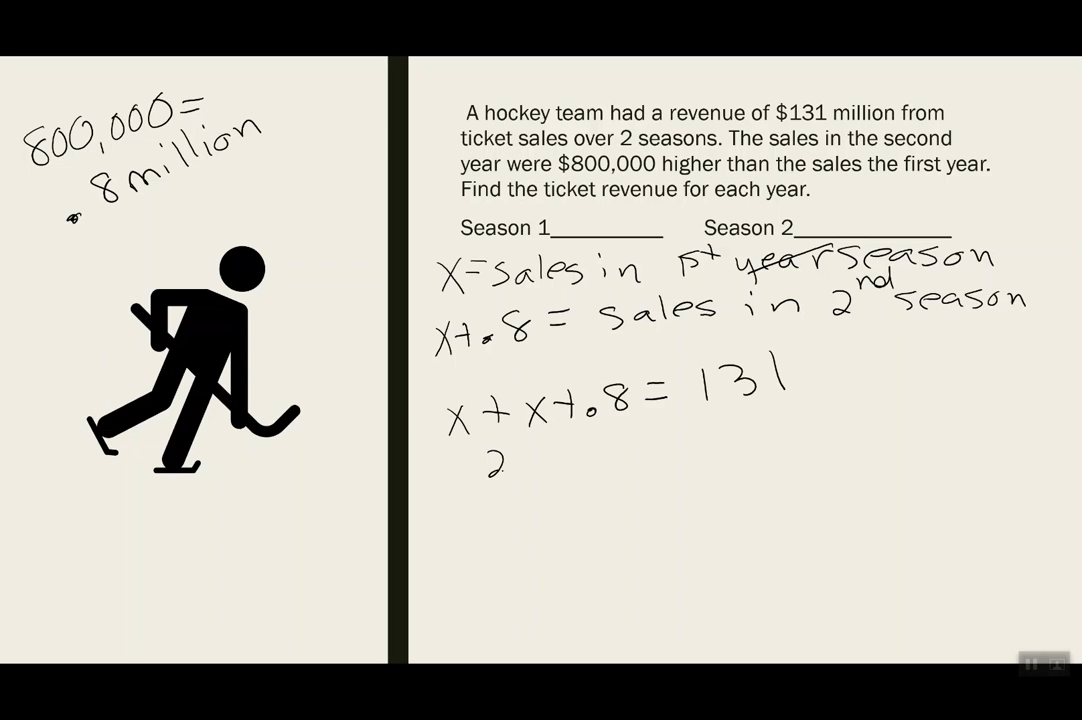 800,000=
.8 million
A hockey team had a revenue of $131 million from
ticket sales over 2 seasons. The sales in the second
year were $800,000 higher than the sales the first year.
Find the ticket revenue for each year.
Season 1__________ Season 2______________
x=sales in 1st year season
x+.8 = sales in 2nd season
x+x+.8=131
2